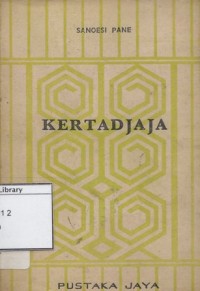 SANOESI PANE
KERTADJAJA
Library
12
PUSTAKA JAYA